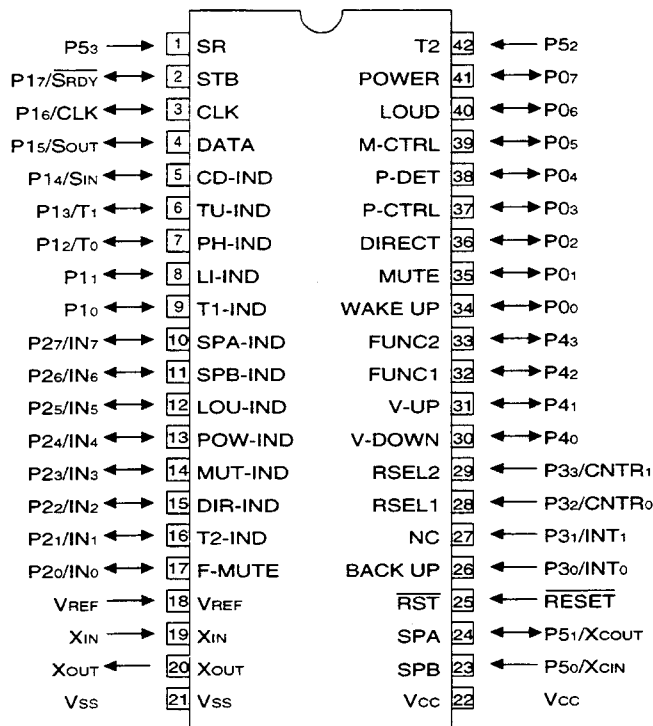 P53 1 SR T2 42 P52
P17/SRDY 2 STB POWER 41 P07
P16/CLK 3 CLK LOUD 40 P06
P15/SOUT 4 DATA M-CTRL 39 P05
P14/SIN 5 CD-IND P-DET 38 P04
P13/T1 6 TU-IND P-CTRL 37 P03
P12/T0 7 PH-IND DIRECT 36 P02
P11 8 LI-IND MUTE 35 P01
P10 9 T1-IND WAKE UP 34 P00
P27/IN7 10 SPA-IND FUNC2 33 P43
P26/IN6 11 SPB-IND FUNC1 32 P42
P25/IN5 12 LOU-IND V-UP 31 P41
P24/IN4 13 POW-IND V-DOWN 30 P40
P23/IN3 14 MUT-IND RSEL2 29 P33/CNTR1
P22/IN2 15 DIR-IND RSEL1 28 P32/CNTR0
P21/IN1 16 T2-IND NC 27 P31/INT1
P20/IN0 17 F-MUTE BACK UP 26 P30/INT0
VREF 18 VREF RST 25 RESET
XIN 19 XIN SPA 24 P51/XCOUT
XOUT 20 XOUT SPB 23 P50/XCIN
VSS 21 VSS VCC 22 VCC